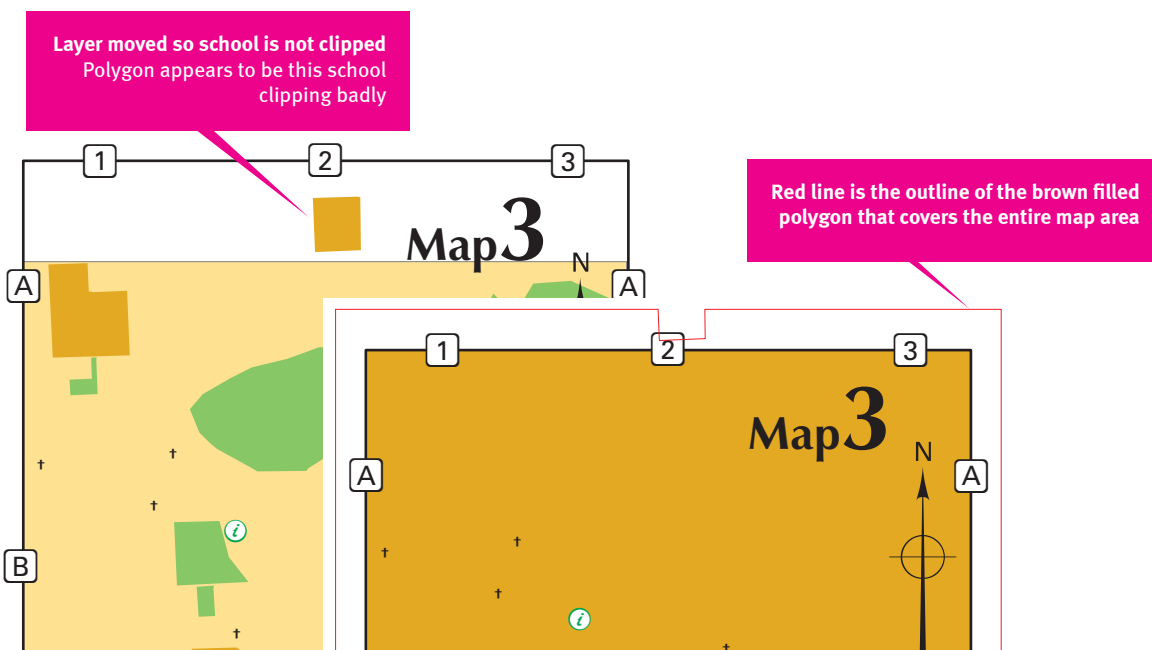 Layer moved so school is not clipped
Polygon appears to be this school
clipping badly
1 2 3
Red line is the outline of the brown filled
polygon that covers the entire map area
Map3
N
A A
1 2 3
Map3
N
A A
i
B
i